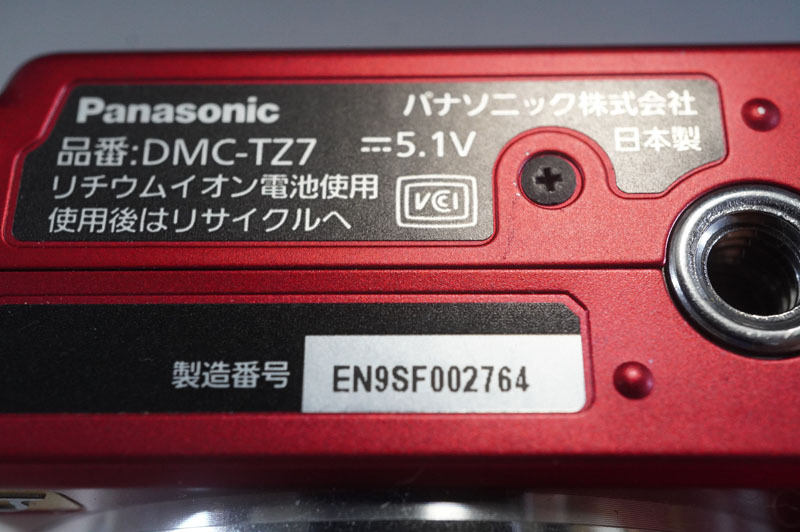 Panasonic
パナソニック株式会社
品番:DMC-TZ7 ⎓5.1V
日本製
リチウムイオン電池使用
使用後はリサイクルへ
VCCI
製造番号 EN9SF002764